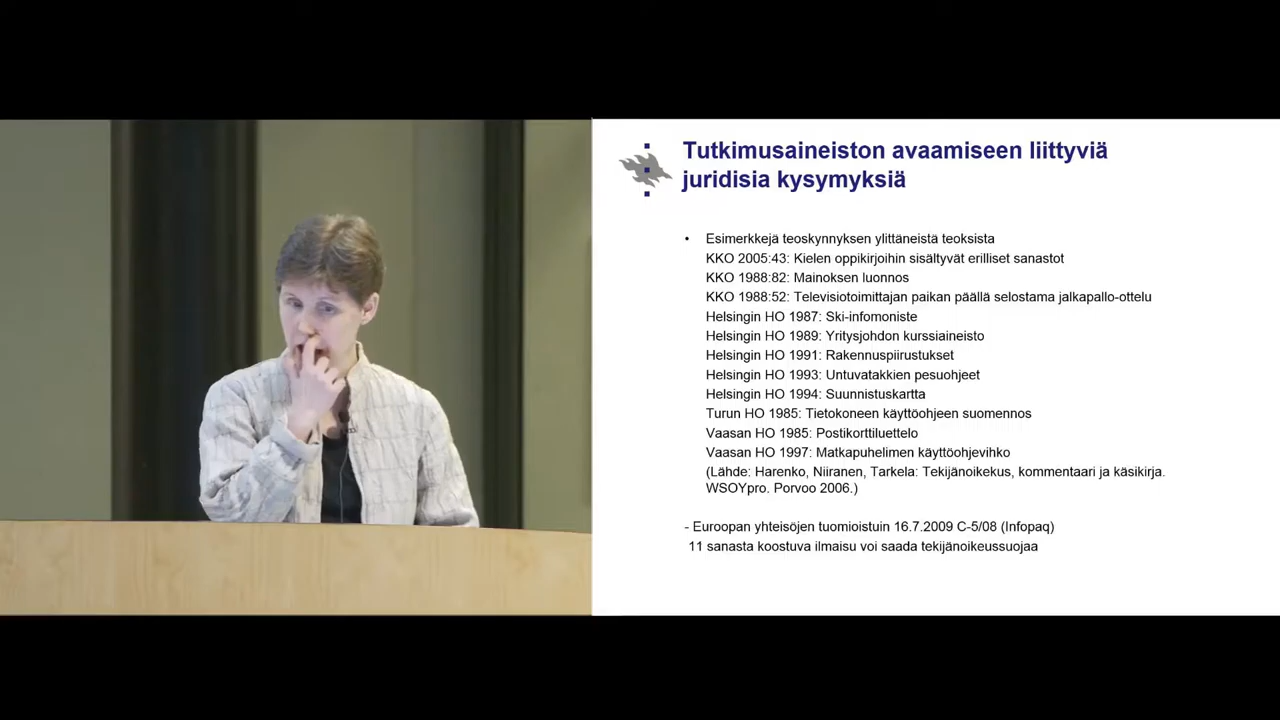 Tutkimusaineiston avaamiseen liittyviä
juridisia kysymyksiä
• Esimerkkejä teoskynnyksen ylittäneistä teoksista
KKO 2005:43: Kielen oppikirjoihin sisältyvät erilliset sanastot
KKO 1988:82: Mainoksen luonnos
KKO 1988:52: Televisiotoimittajan paikan päällä selostama jalkapallo-ottelu
Helsingin HO 1987: Ski-infomoniste
Helsingin HO 1989: Yritysjohdon kurssiaineisto
Helsingin HO 1991: Rakennuspiirustukset
Helsingin HO 1993: Untuvatakkien pesuohjeet
Helsingin HO 1994: Suunnistuskartta
Turun HO 1985: Tietokoneen käyttöohjeen suomennos
Vaasan HO 1985: Postikorttiluettelo
Vaasan HO 1997: Matkapuhelimen käyttöohjevihko
(Lähde: Harenko, Niiranen, Tarkela: Tekijänoikekus, kommentaari ja käsikirja.
WSOYpro. Porvoo 2006.)
- Euroopan yhteisöjen tuomioistuin 16.7.2009 C-5/08 (Infopaq)
11 sanasta koostuva ilmaisu voi saada tekijänoikeussuojaa